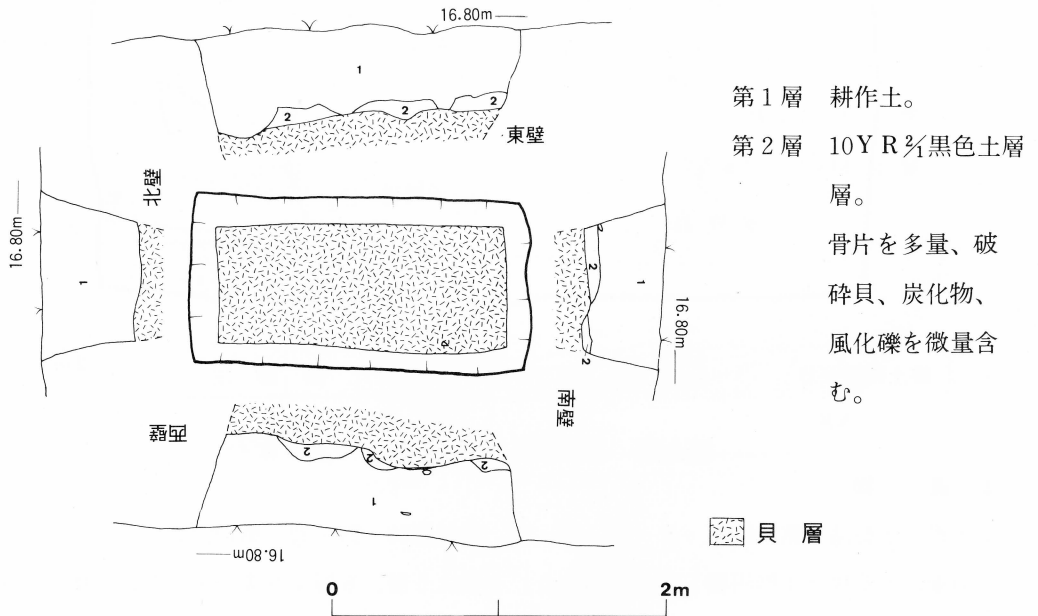 16.80m
1
2
2
2
東壁
北壁
16.80m
1
南壁
2
2
2
1
16.80m
西壁
2
2
2
1
16.80m
第1層 耕作土。
第2層 10YR 2/1黒色土層
層。
骨片を多量、破
砕貝、炭化物、
風化礫を微量含
む。
貝 層
0 2m